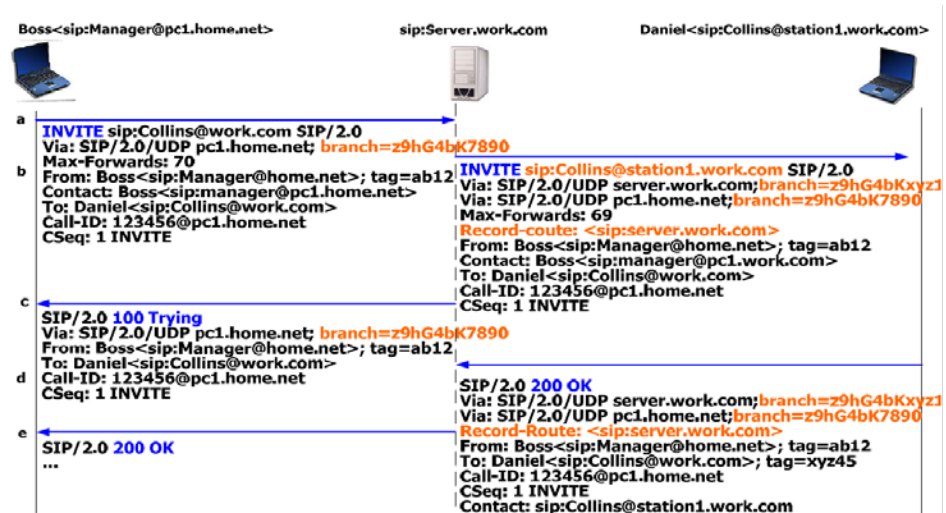 Boss<sip:Manager@pc1.home.net>
sip:Server.work.com
Daniel<sip:Collins@station1.work.com>
a
INVITE sip:Collins@work.com SIP/2.0
Via: SIP/2.0/UDP pc1.home.net; branch=z9hG4bK7890
Max-Forwards: 70
b
From: Boss<sip:Manager@home.net>; tag=ab12
Contact: Boss<sip:manager@pc1.home.net>
To: Daniel<sip:Collins@work.com>
Call-ID: 123456@pc1.home.net
CSeq: 1 INVITE
INVITE sip:Collins@station1.work.com SIP/2.0
Via: SIP/2.0/UDP server.work.com;branch=z9hG4bKxyz1
Via: SIP/2.0/UDP pc1.home.net;branch=z9hG4bK7890
Max-Forwards: 69
Record-coute: <sip:server.work.com>
From: Boss<sip:Manager@home.net>; tag=ab12
Contact: Boss<sip:manager@pc1.work.com>
To: Daniel<sip:Collins@work.com>
Call-ID: 123456@pc1.home.net
CSeq: 1 INVITE
c
SIP/2.0 100 Trying
Via: SIP/2.0/UDP pc1.home.net; branch=z9hG4bK7890
From: Boss<sip:Manager@home.net>; tag=ab12
To: Daniel<sip:Collins@work.com>
d
Call-ID: 123456@pc1.home.net
CSeq: 1 INVITE
SIP/2.0 200 OK
Via: SIP/2.0/UDP server.work.com;branch=z9hG4bKxyz1
Via: SIP/2.0/UDP pc1.home.net;branch=z9hG4bK7890
Record-Route: <sip:server.work.com>
From: Boss<sip:Manager@home.net>; tag=ab12
To: Daniel<sip:Collins@work.com>; tag=xyz45
Call-ID: 123456@pc1.home.net
CSeq: 1 INVITE
Contact: sip:Collins@station1.work.com
e
SIP/2.0 200 OK
...